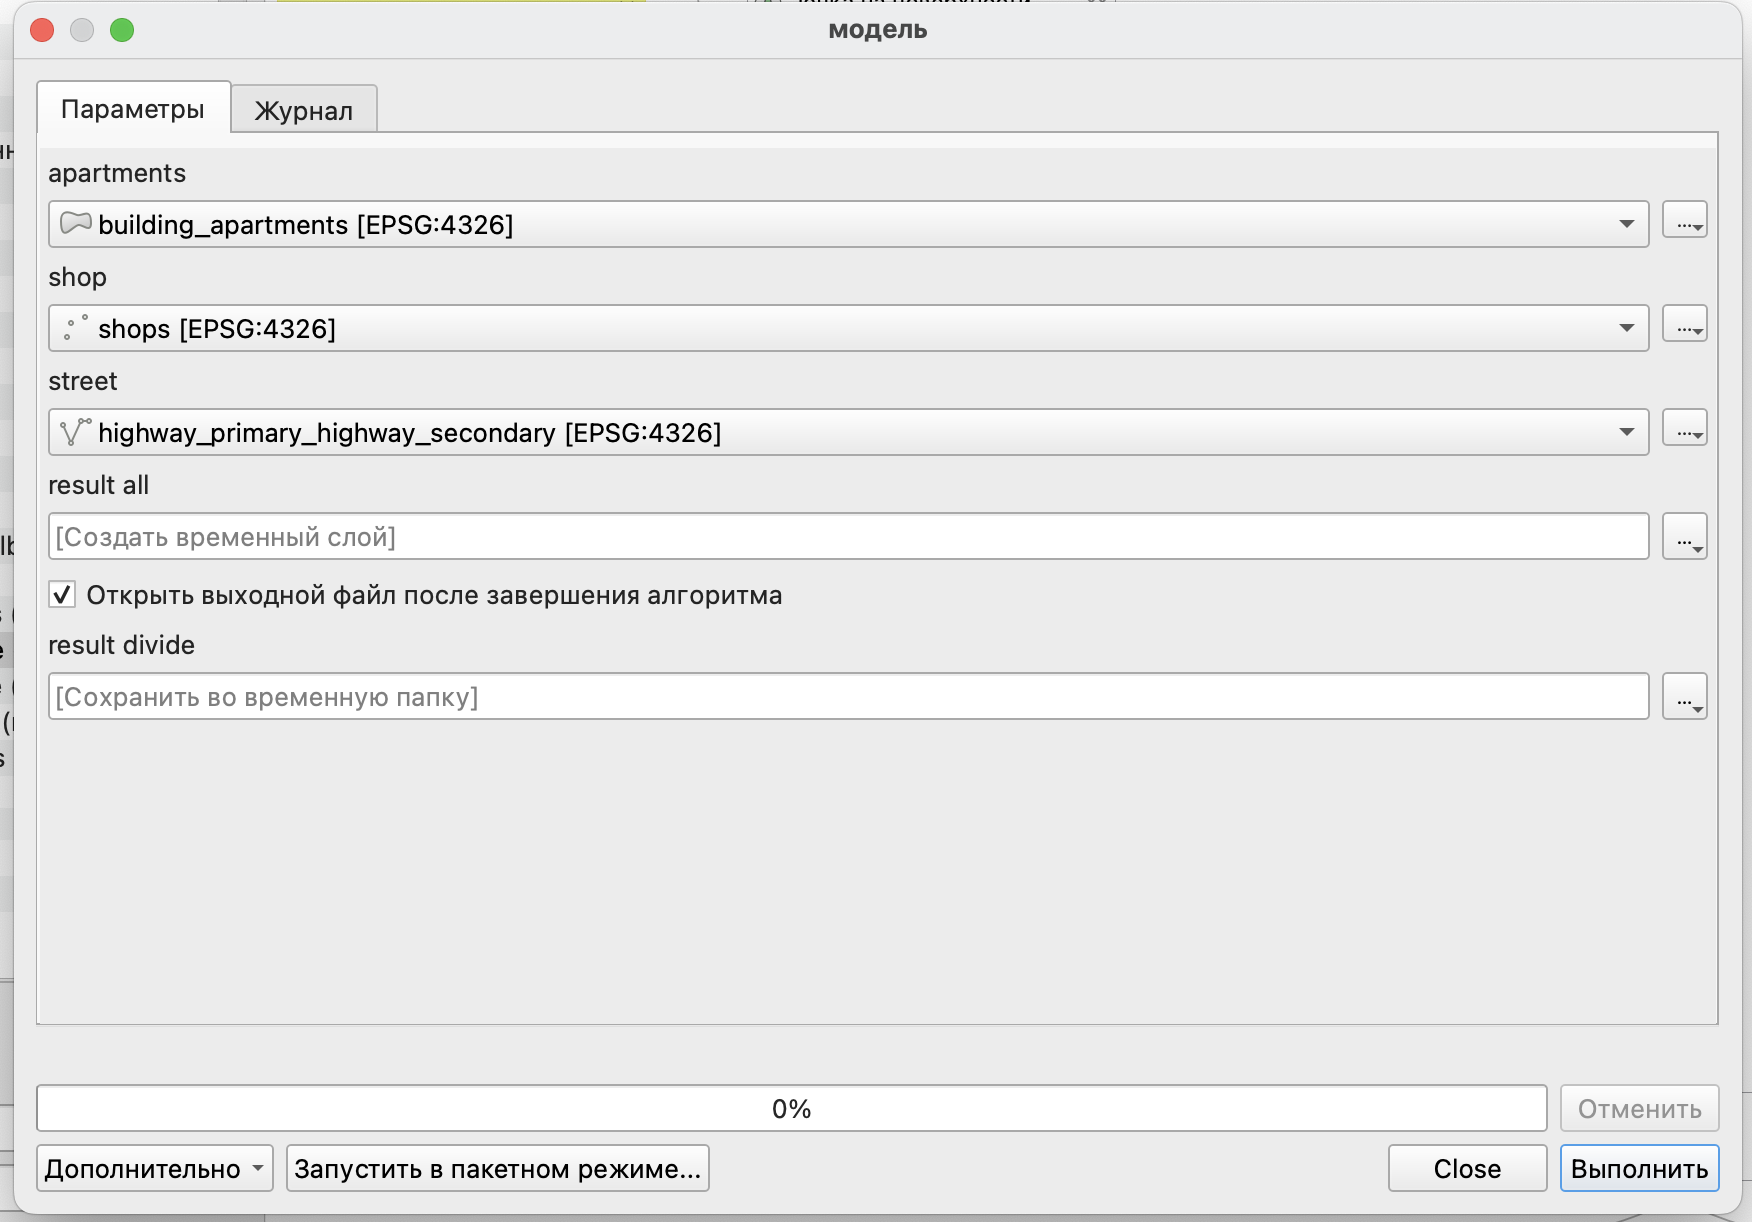 модель
Параметры
Журнал
apartments
building_apartments [EPSG:4326]
...
shop
shops [EPSG:4326]
...
street
highway_primary_highway_secondary [EPSG:4326]
...
result all
[Создать временный слой]
...
Открыть выходной файл после завершения алгоритма
result divide
[Сохранить во временную папку]
...
0%
Отменить
Дополнительно
Запустить в пакетном режиме...
Close
Выполнить